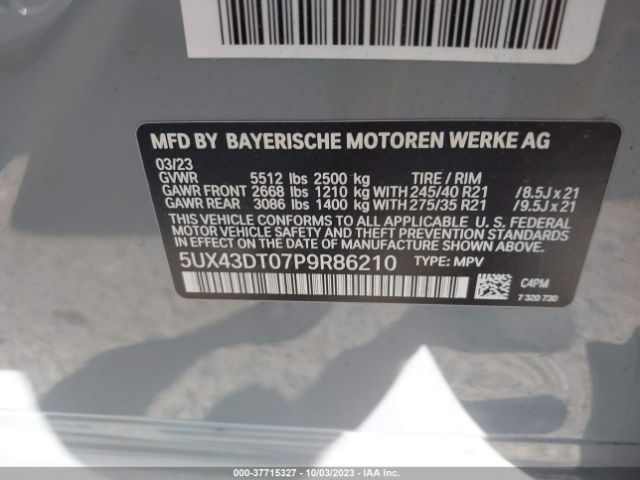 MFD BY BAYERISCHE MOTOREN WERKE AG
03/23
GVWR 5512 lbs 2500 kg TIRE / RIM
GAWR FRONT 2668 lbs 1210 kg WITH 245/40 R21 /8.5J x 21
GAWR REAR 3086 lbs 1400 kg WITH 275/35 R21 /9.5J x 21
THIS VEHICLE CONFORMS TO ALL APPLICABLE U. S. FEDERAL
MOTOR VEHICLE SAFETY, BUMPER, AND THEFT PREVENTION
STANDARDS IN EFFECT ON THE DATE OF MANUFACTURE SHOWN ABOVE.
5UX43DT07P9R86210 TYPE: MPV
C4PM
7 320 730
000-37715327 | 10/03/2023 | IAA Inc.